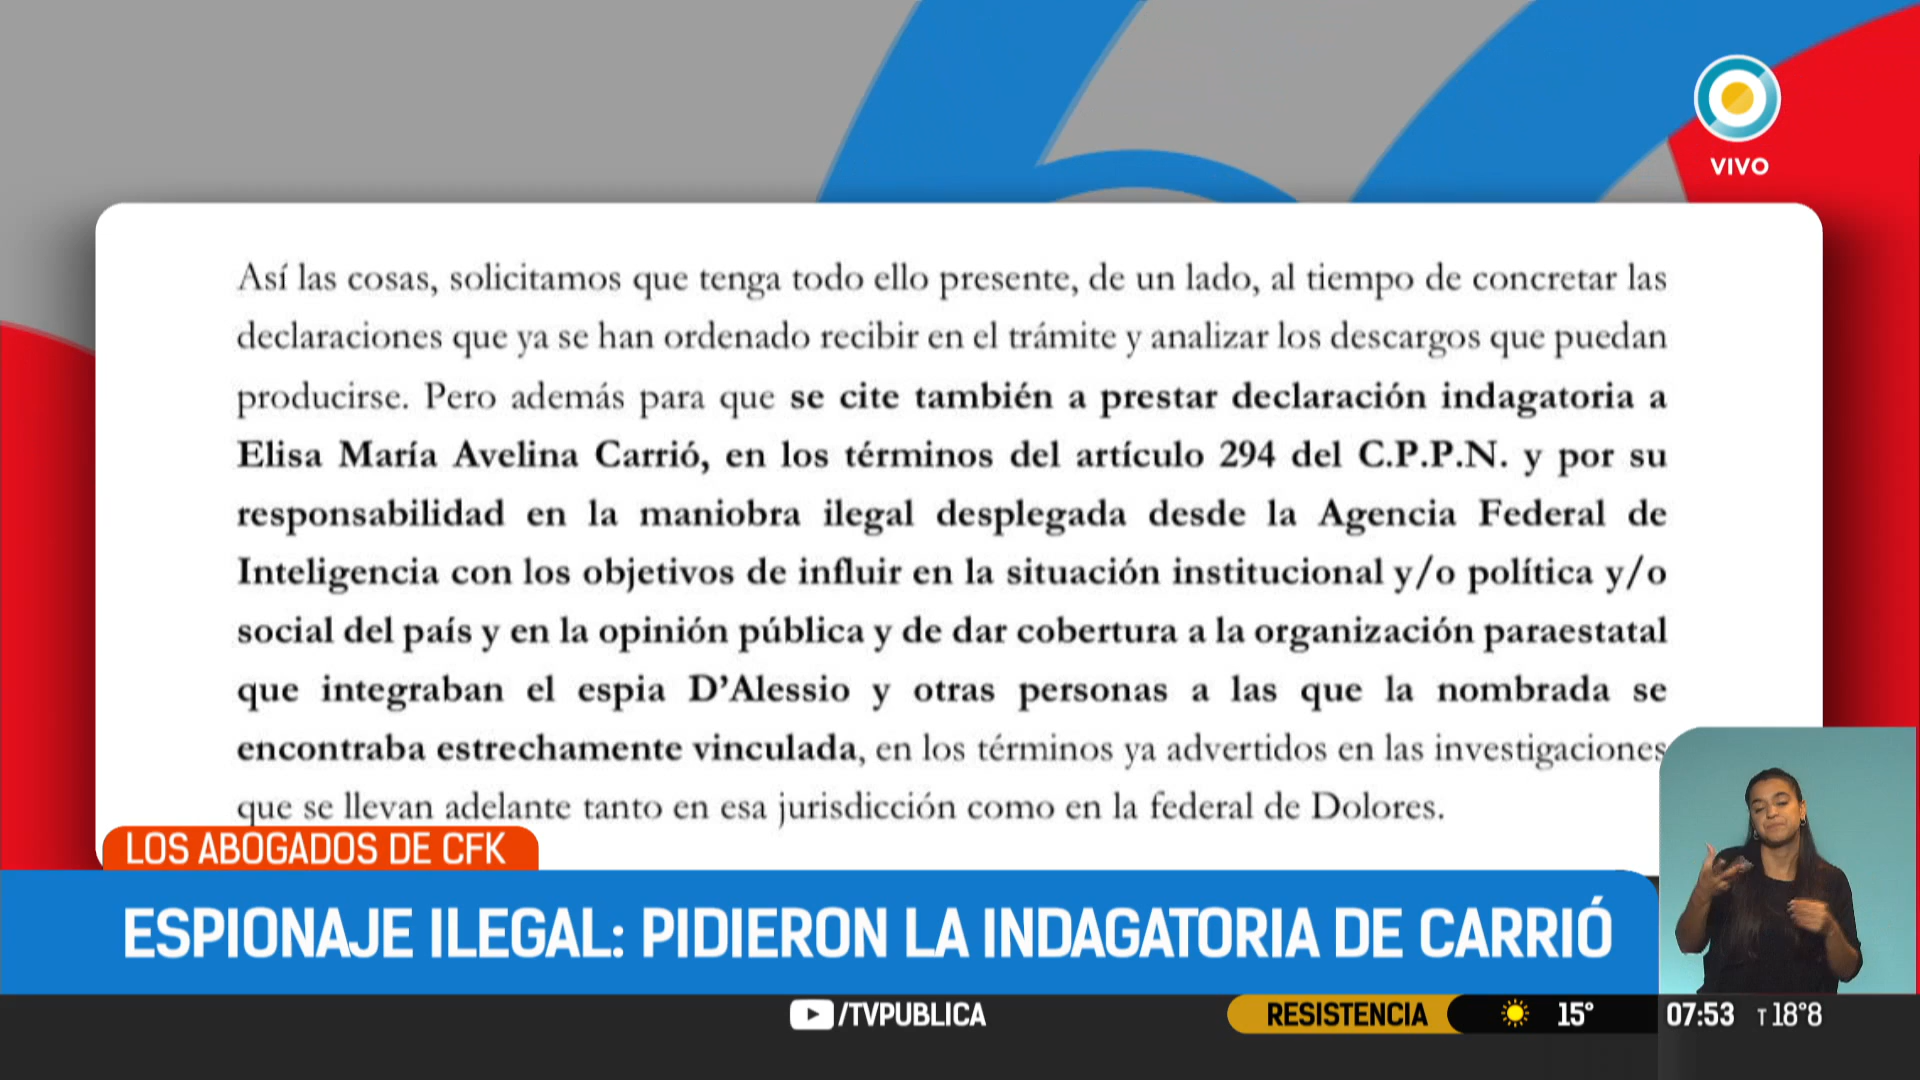 VIVO
Así las cosas, solicitamos que tenga todo ello presente, de un lado, al tiempo de concretar las
declaraciones que ya se han ordenado recibir en el trámite y analizar los descargos que puedan
producirse. Pero además para que se cite también a prestar declaración indagatoria a
Elisa María Avelina Carrió, en los términos del artículo 294 del C.P.P.N. y por su
responsabilidad en la maniobra ilegal desplegada desde la Agencia Federal de
Inteligencia con los objetivos de influir en la situación institucional y/o política y/o
social del país y en la opinión pública y de dar cobertura a la organización paraestatal
que integraban el espia D’Alessio y otras personas a las que la nombrada se
encontraba estrechamente vinculada, en los términos ya advertidos en las investigaciones
que se llevan adelante tanto en esa jurisdicción como en la federal de Dolores.
LOS ABOGADOS DE CFK
ESPIONAJE ILEGAL: PIDIERON LA INDAGATORIA DE CARRIÓ
/TVPUBLICA RESISTENCIA 15° 07:53 T 18°8